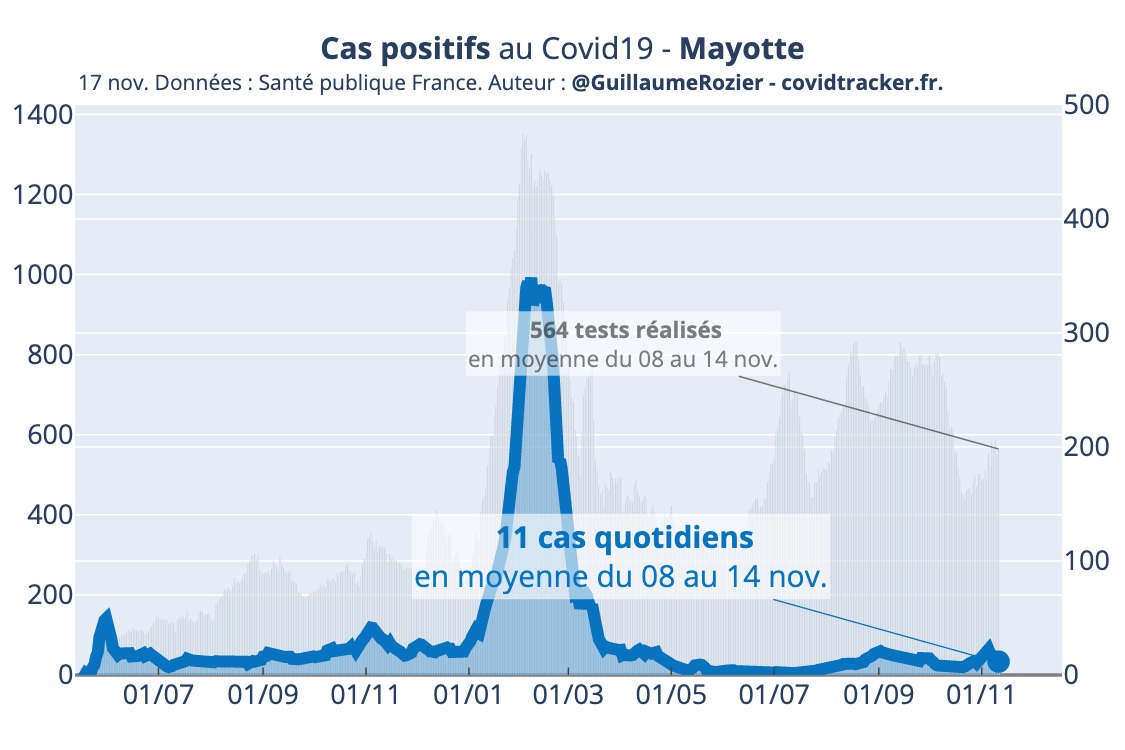 Cas positifs au Covid19 - Mayotte
17 nov. Données : Santé publique France. Auteur : @GuillaumeRozier - covidtracker.fr.
1400
1200
1000
800
600
400
200
0
500
400
300
200
100
0
564 tests réalisés
en moyenne du 08 au 14 nov.
11 cas quotidiens
en moyenne du 08 au 14 nov.
01/07 01/09 01/11 01/01 01/03 01/05 01/07 01/09 01/11